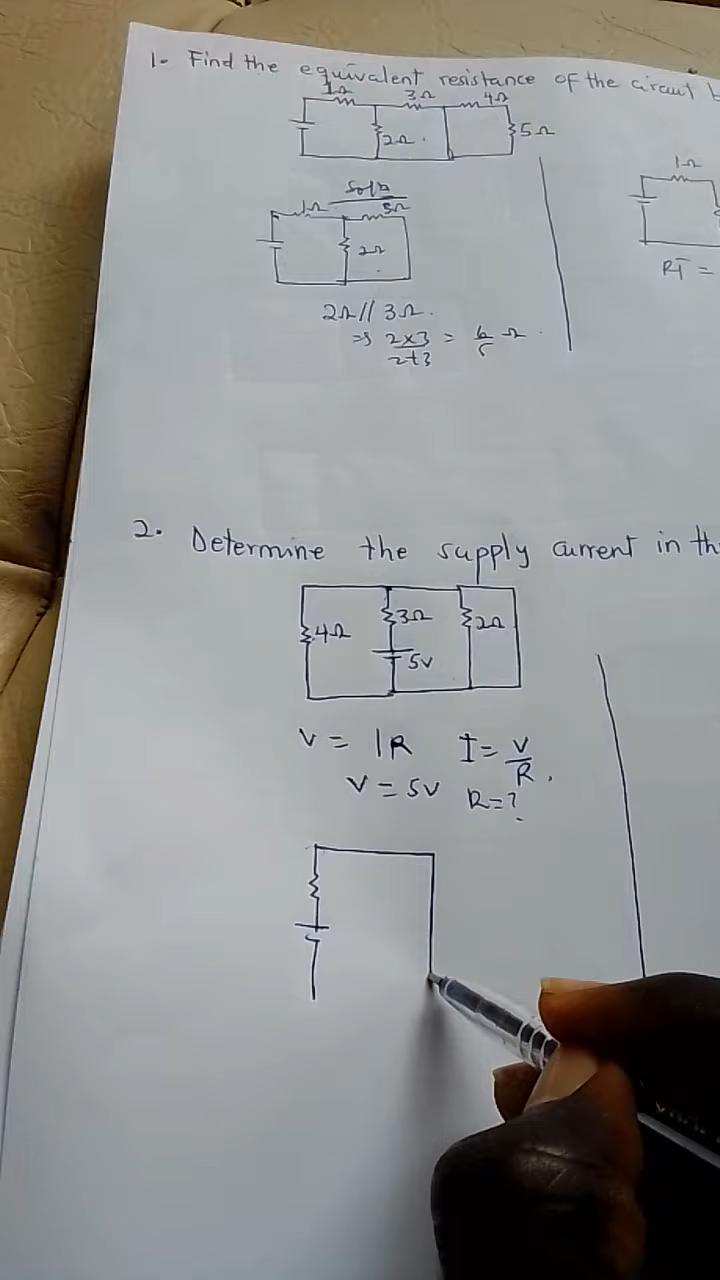 1. Find the equivalent resistance of the circuit
1Ω 3Ω 4Ω
2Ω 5Ω
Soln
1Ω 3Ω
2Ω
2Ω // 3Ω.
⇒ 2×3 / 2+3 = 6/5 Ω
1Ω
RT =
2. Determine the supply current in
4Ω 3Ω 2Ω
5V
V = IR I = V/R.
V = 5V R = ?